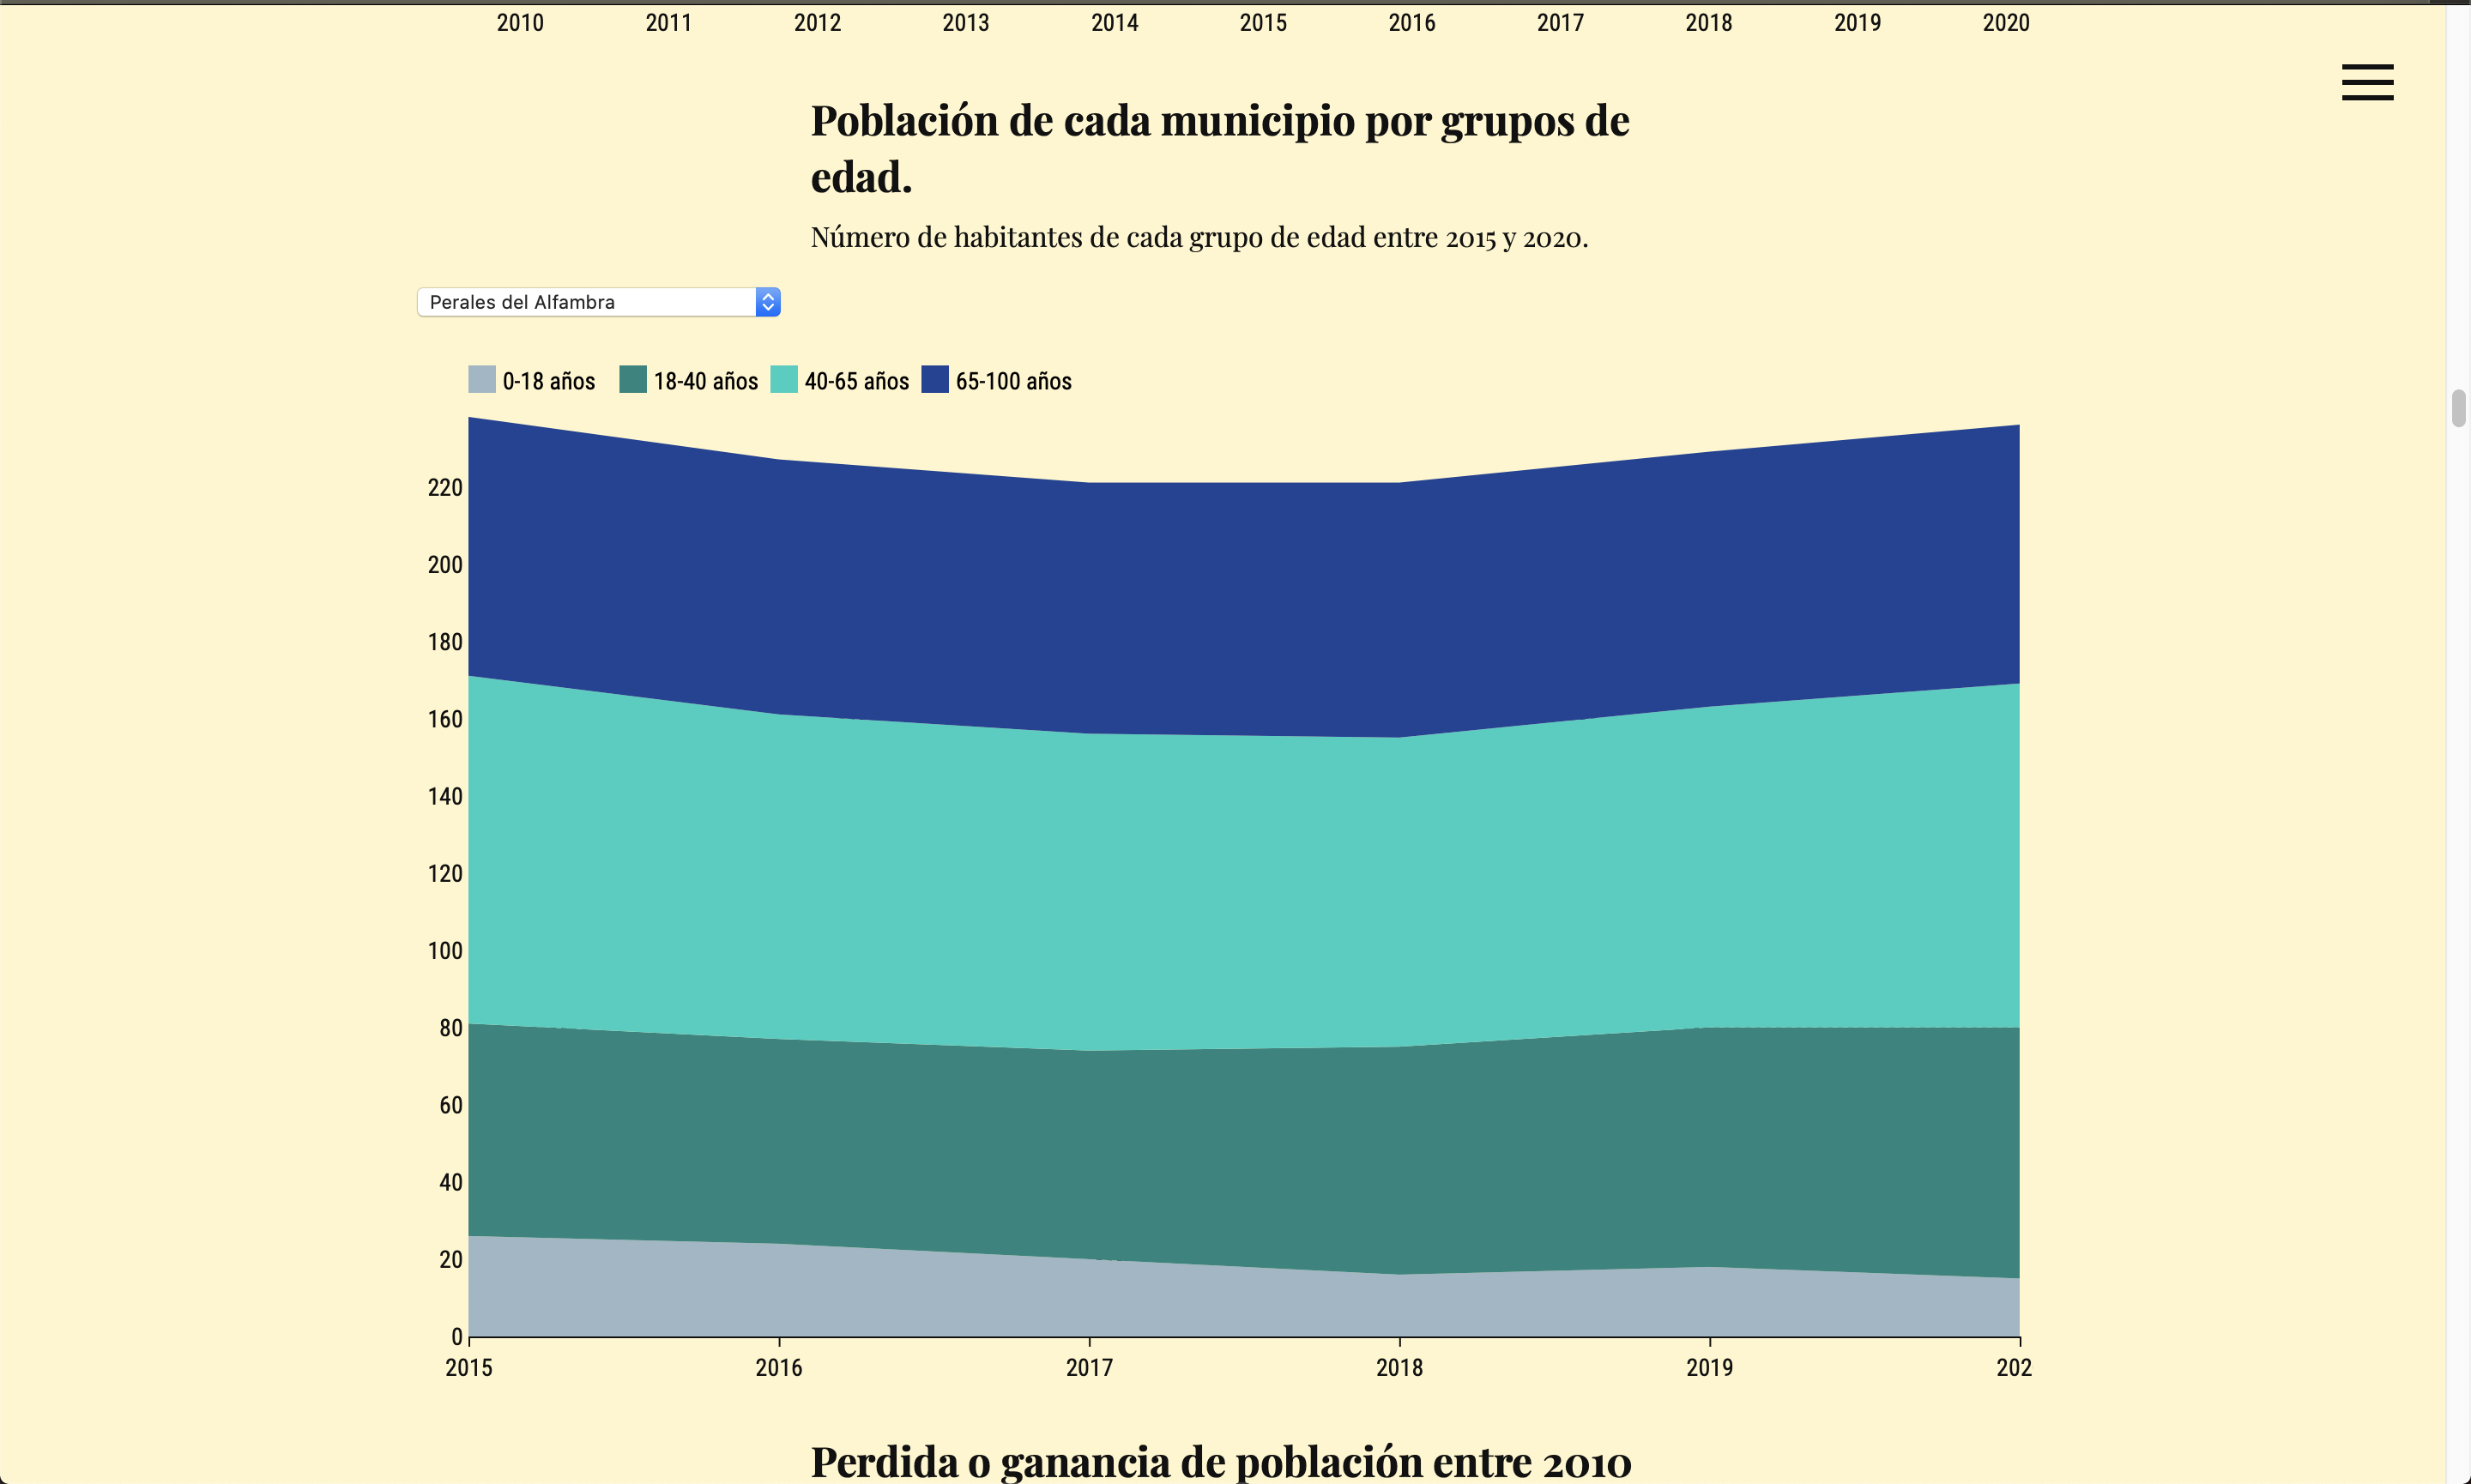 2010 2011 2012 2013 2014 2015 2016 2017 2018 2019 2020
Población de cada municipio por grupos de
edad.
Número de habitantes de cada grupo de edad entre 2015 y 2020.
Perales del Alfambra
0-18 años 18-40 años 40-65 años 65-100 años
220
200
180
160
140
120
100
80
60
40
20
0
2015 2016 2017 2018 2019 202
Perdida o ganancia de población entre 2010